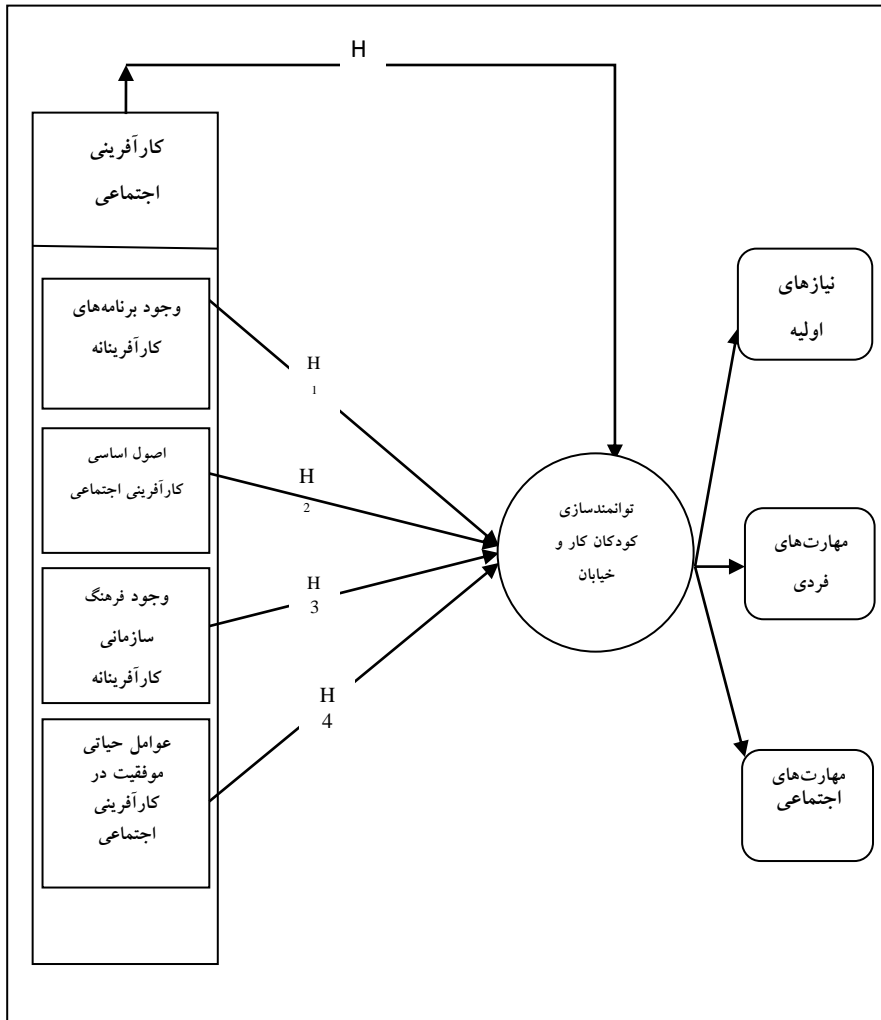 H
کارآفرینی
اجتماعی
وجود برنامه‌های
کارآفرینانه
اصول اساسی
کارآفرینی اجتماعی
وجود فرهنگ
سازمانی
کارآفرینانه
عوامل حیاتی
موفقیت در
کارآفرینی
اجتماعی
H
1
H
2
H
3
H
4
توانمندسازی
کودکان کار و
خیابان
نیازهای
اولیه
مهارت‌های
فردی
مهارت‌های
اجتماعی